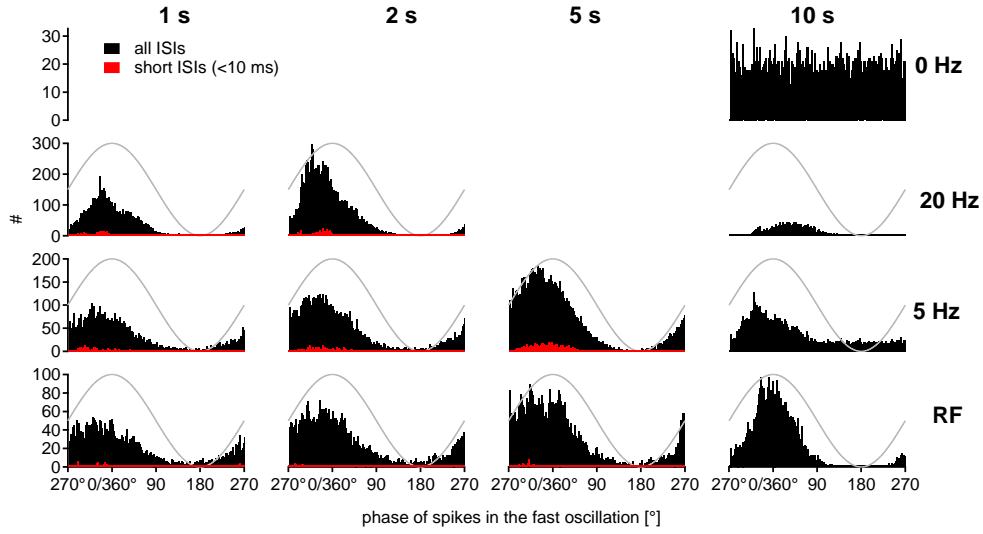 1 s 2 s 5 s 10 s
all ISIs
short ISIs (<10 ms)
30
20
10
0
0 Hz
300
200
100
0
20 Hz
#
200
150
100
50
0
5 Hz
100
80
60
40
20
0
RF
270° 0/360° 90 180 270 270° 0/360° 90 180 270 270° 0/360° 90 180 270 270° 0/360° 90 180 270
phase of spikes in the fast oscillation [°]